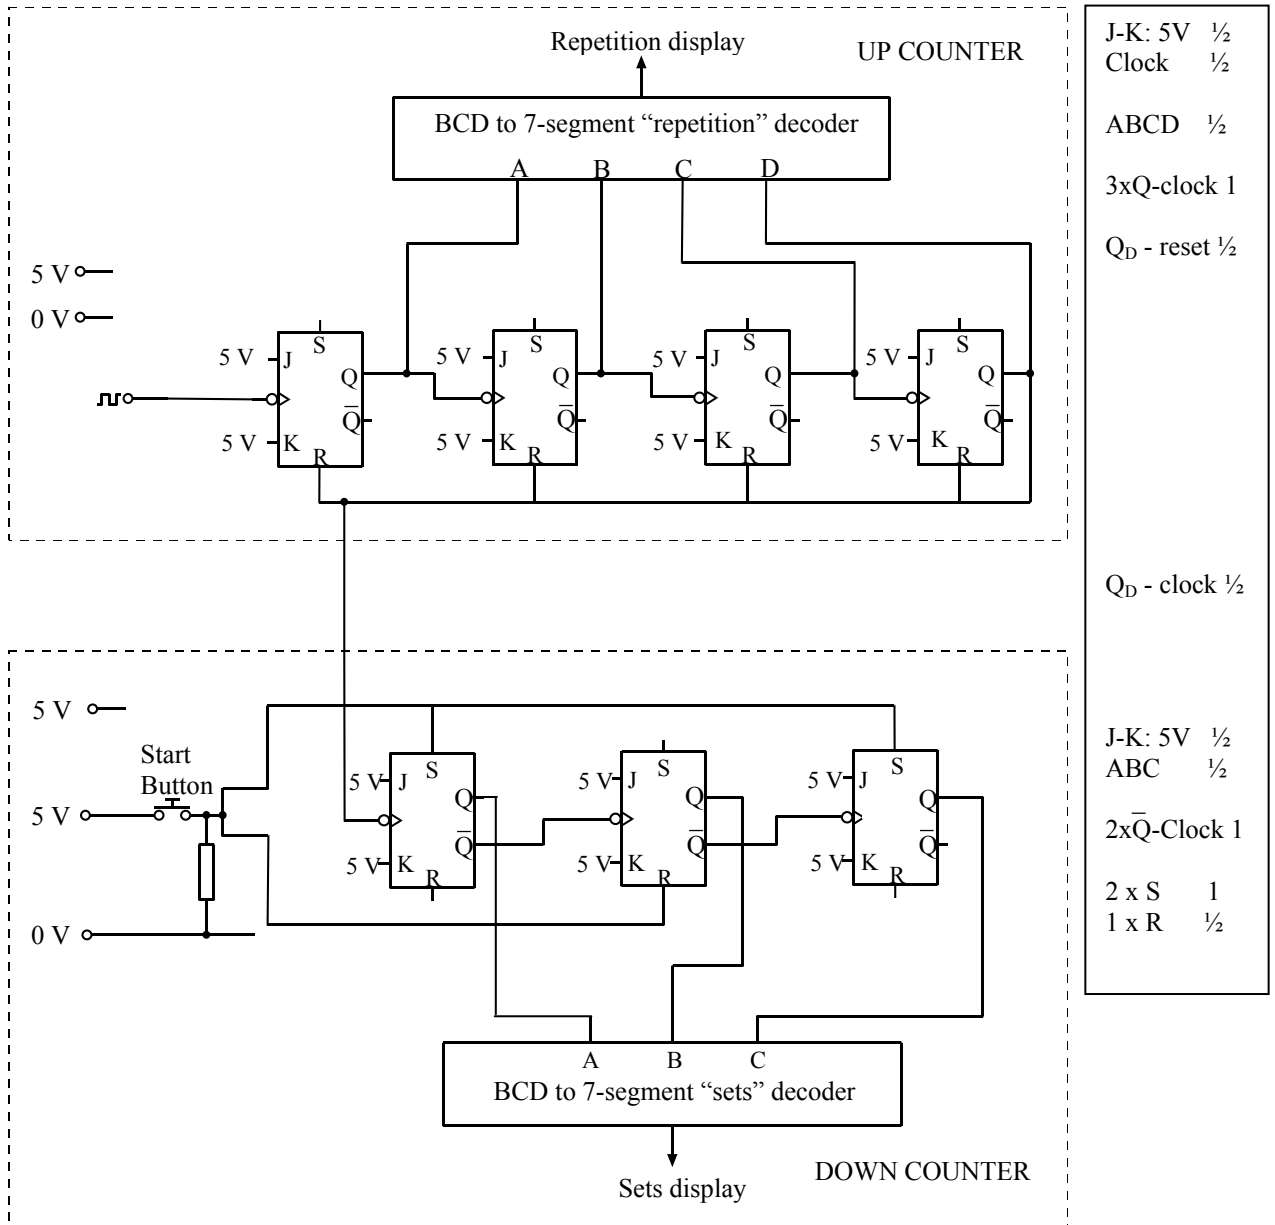 Repetition display
UP COUNTER
BCD to 7-segment “repetition” decoder
A B C D
5 V
0 V
5 V J S Q
5 V K R Q̅
5 V J S Q
5 V K R Q̅
5 V J S Q
5 V K R Q̅
5 V J S Q
5 V K R Q̅
5 V
Start
Button
5 V
0 V
5 V J S Q
5 V K R Q̅
5 V J S Q
5 V K R Q̅
5 V J S Q
5 V K R Q̅
A B C
BCD to 7-segment “sets” decoder
Sets display
DOWN COUNTER
J-K: 5V ½
Clock ½
ABCD ½
3xQ-clock 1
Q_D - reset ½
Q_D - clock ½
J-K: 5V ½
ABC ½
2xQ̅-Clock 1
2 x S 1
1 x R ½